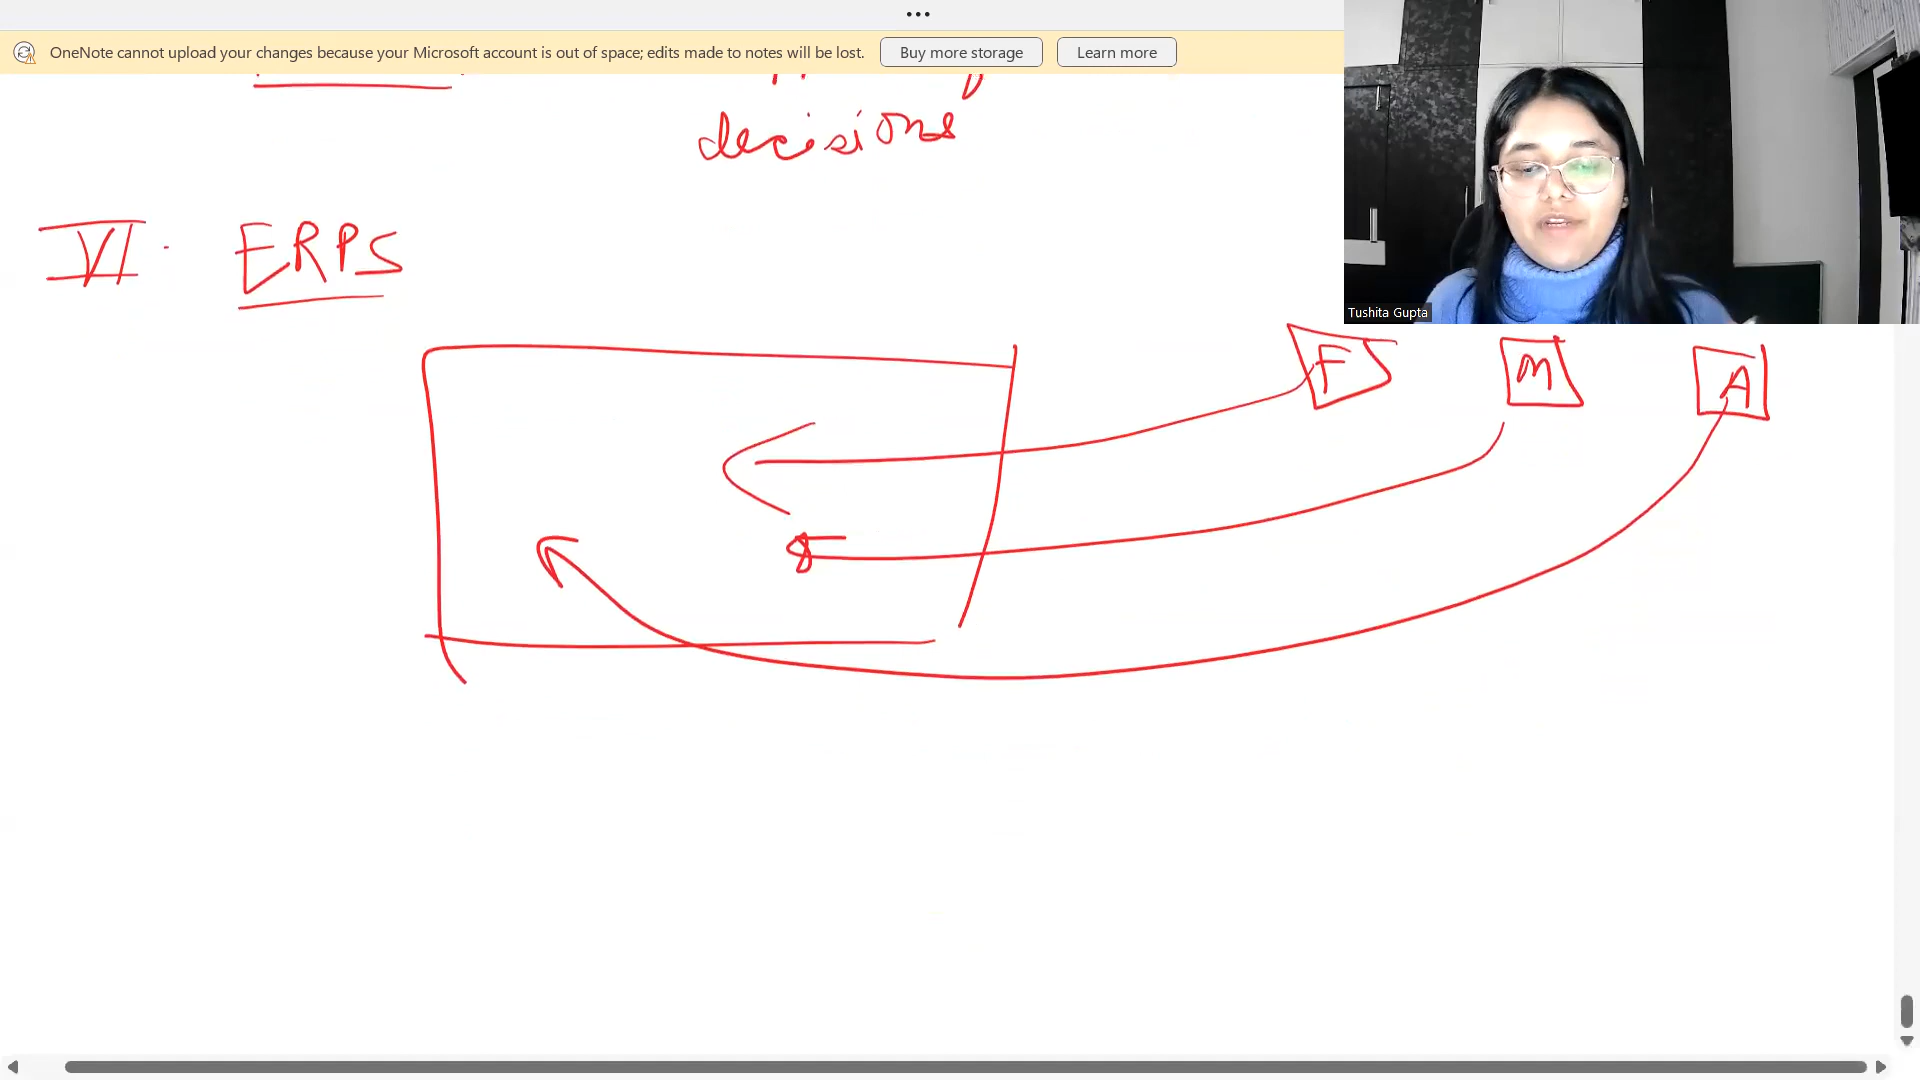 OneNote cannot upload your changes because your Microsoft account is out of space; edits made to notes will be lost. Buy more storage Learn more
decisions
Tushita Gupta
VI. ERPS
F M A